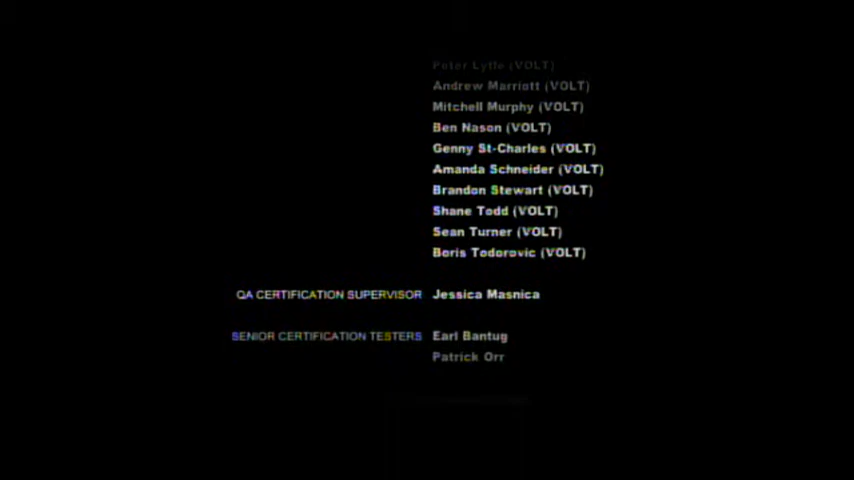 Peter Lytle (VOLT)
Andrew Marriott (VOLT)
Mitchell Murphy (VOLT)
Ben Nason (VOLT)
Genny St-Charles (VOLT)
Amanda Schneider (VOLT)
Brandon Stewart (VOLT)
Shane Todd (VOLT)
Sean Turner (VOLT)
Boris Todorovic (VOLT)
QA CERTIFICATION SUPERVISOR Jessica Masnica
SENIOR CERTIFICATION TESTERS Earl Bantug
Patrick Orr